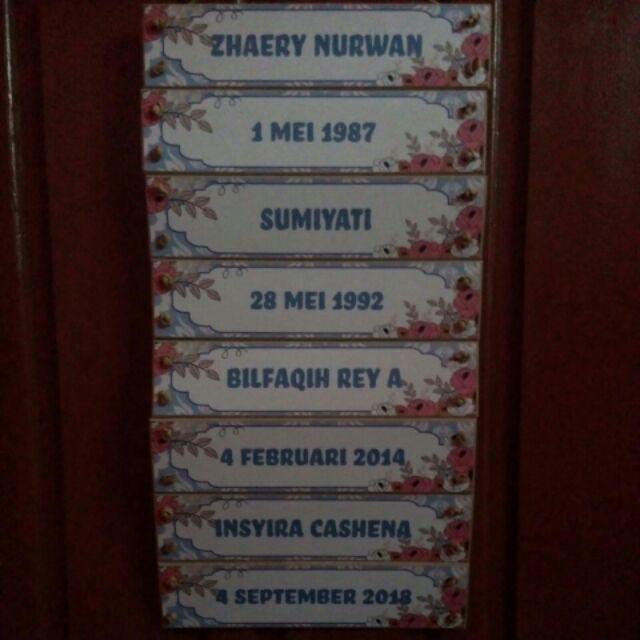 ZHAERY NURWAN
1 MEI 1987
SUMIYATI
28 MEI 1992
BILFAQIH REY A
4 FEBRUARI 2014
INSYIRA CASHENA
4 SEPTEMBER 2018